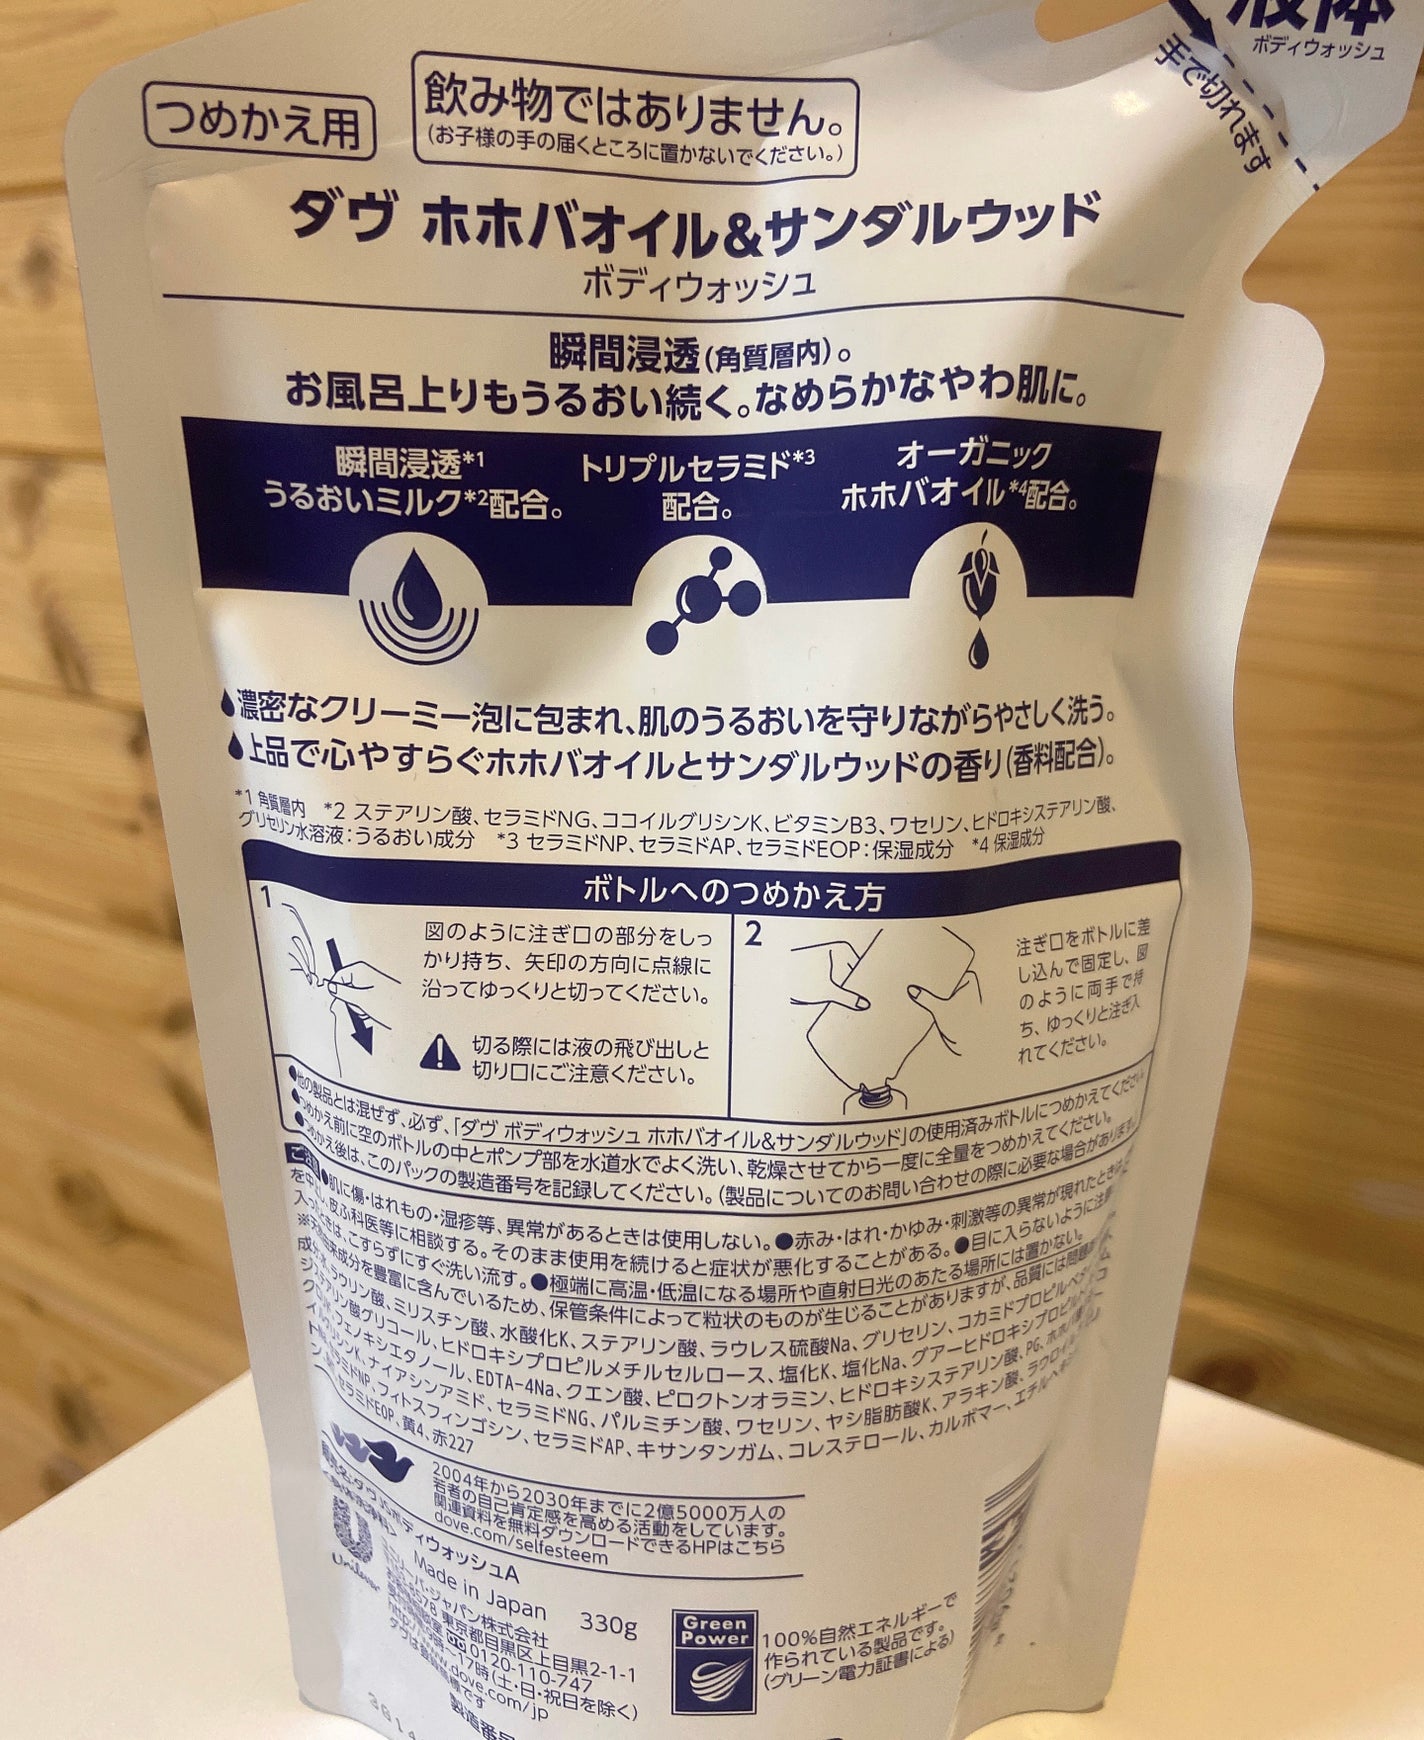 液体
ボディウォッシュ
手で切れます
つめかえ用
飲み物ではありません。
(お子様の手の届くところに置かないでください。)
ダヴ ホホバオイル&サンダルウッド
ボディウォッシュ
瞬間浸透(角質層内)。
お風呂上りもうるおい続く。なめらかなやわ肌に。
瞬間浸透*1
うるおいミルク*2配合。
トリプルセラミド*3
配合。
オーガニック
ホホバオイル*4配合。
濃密なクリーミー泡に包まれ、肌のうるおいを守りながらやさしく洗う。
上品で心やすらぐホホバオイルとサンダルウッドの香り(香料配合)。
*1 角質層内 *2 ステアリン酸、セラミドNG、ココイルグリシンK、ビタミンB3、ワセリン、ヒドロキシステアリン酸、
グリセリン水溶液:うるおい成分 *3 セラミドNP、セラミドAP、セラミドEOP:保湿成分 *4 保湿成分
ボトルへのつめかえ方
1
図のように注ぎ口の部分をしっ
かり持ち、矢印の方向に点線に
沿ってゆっくりと切ってください。
切る際には液の飛び出しと
切り口にご注意ください。
2
注ぎ口をボトルに差
し込んで固定し、図
のように両手で持
ち、ゆっくりと注ぎ入
れてください。
●他の製品とは混ぜず、必ず、「ダヴ ボディウォッシュ ホホバオイル&サンダルウッド」の使用済みボトルにつめかえてください。
●つめかえ前に空のボトルの中とポンプ部を水道水でよく洗い、乾燥させてから一度に全量をつめかえてください。
●つめかえ後は、このパックの製造番号を記録してください。(製品についてのお問い合わせの際に必要な場合があります
●肌に傷・はれもの・湿疹等、異常があるときは使用しない。●赤み・はれ・かゆみ・刺激等の異常が現れたときは
皮ふ科医等に相談する。そのまま使用を続けると症状が悪化することがある。●目に入らないように注意
入ったときは、こすらずにすぐ洗い流す。●極端に高温・低温になる場所や直射日光のあたる場所には置かない。
由来成分を豊富に含んでいるため、保管条件によって粒状のものが生じることがありますが、品質には問題
ラウリン酸、ミリスチン酸、水酸化K、ステアリン酸、ラウレス硫酸Na、グリセリン、コカミドプロピルベタ
ジステアリン酸グリコール、ヒドロキシプロピルメチルセルロース、塩化K、塩化Na、グアーヒドロキシプロピル
フェノキシエタノール、EDTA-4Na、クエン酸、ピロクトンオラミン、ヒドロキシステアリン酸、PG、ホホバ
K、ナイアシンアミド、セラミドNG、パルミチン酸、ワセリン、ヤシ脂肪酸K、アラキン酸、ラウロイル
セラミドNP、フィトスフィンゴシン、セラミドAP、キサンタンガム、コレステロール、カルボマー、エチルヘキシ
セラミドEOP、黄4、赤227
2004年から2030年までに2億5000万人の
若者の自己肯定感を高める活動をしています。
関連資料を無料ダウンロードできるHPはこちら
dove.com/selfesteem
販売名:ダヴ ボディウォッシュA
Unilever
Made in Japan 330g
ユニリーバ・ジャパン株式会社
東京都目黒区上目黒2-1-1
0120-110-747
17時(土・日・祝日を除く)
www.dove.com/jp
ダヴは登録商標です
製造番号
Green
Power
100%自然エネルギーで
作られている製品です。
(グリーン電力証書による)